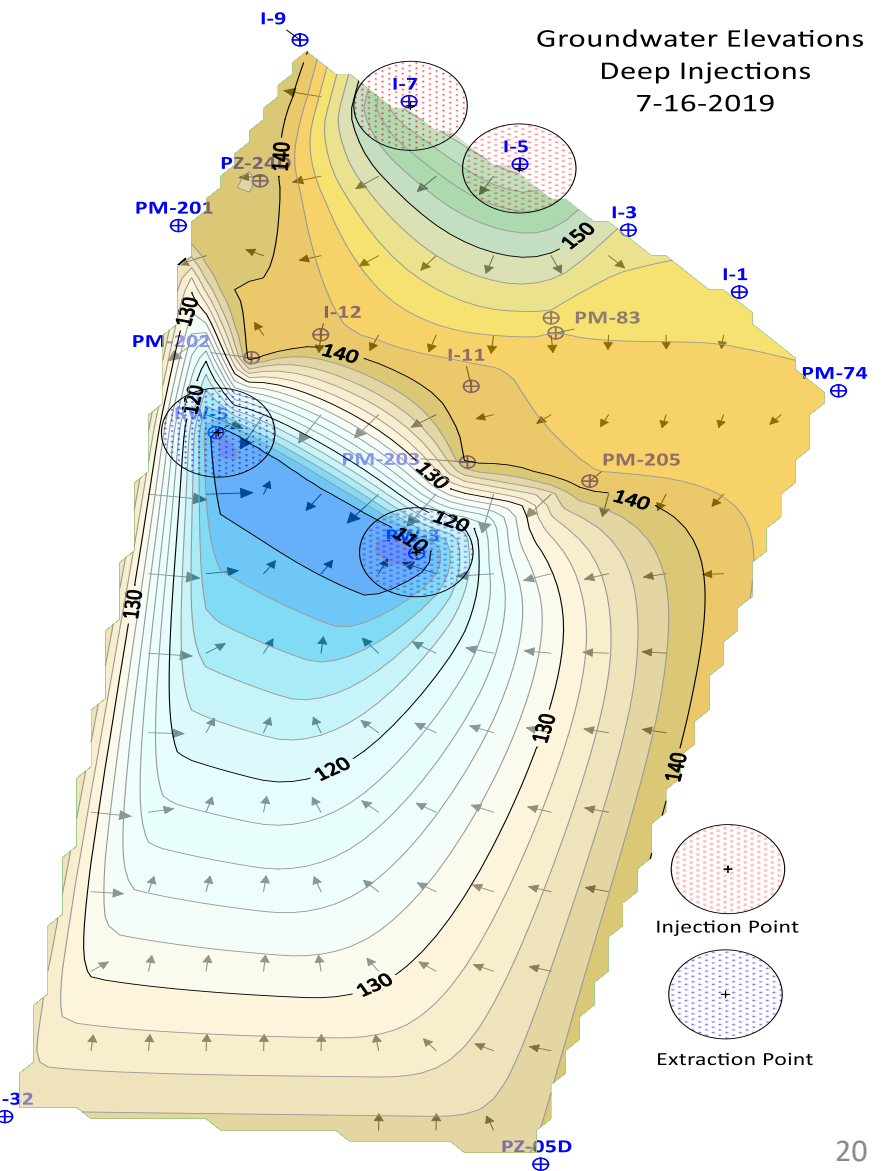 I-9
Groundwater Elevations
Deep Injections
7-16-2019
I-7
I-5
140
PM-201
I-3
150
I-1
130
I-12
PM-83
PM-202
140
I-11
PM-74
120
PM-203
130
PM-205
140
120
110
130
130
140
120
130
Injection Point
Extraction Point
-32
PZ-05D
20